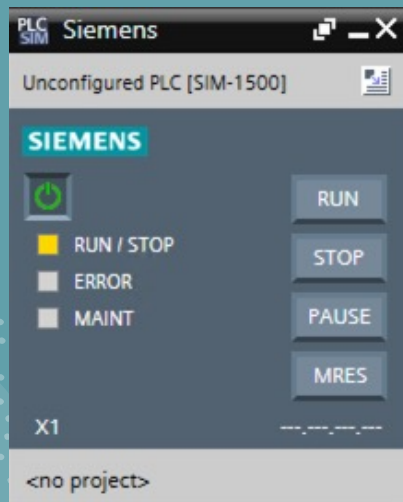 PLC
SIM
Siemens
Unconfigured PLC [SIM-1500]
SIEMENS
RUN
RUN / STOP
STOP
ERROR
MAINT
PAUSE
MRES
X1
---.---.---.---
<no project>